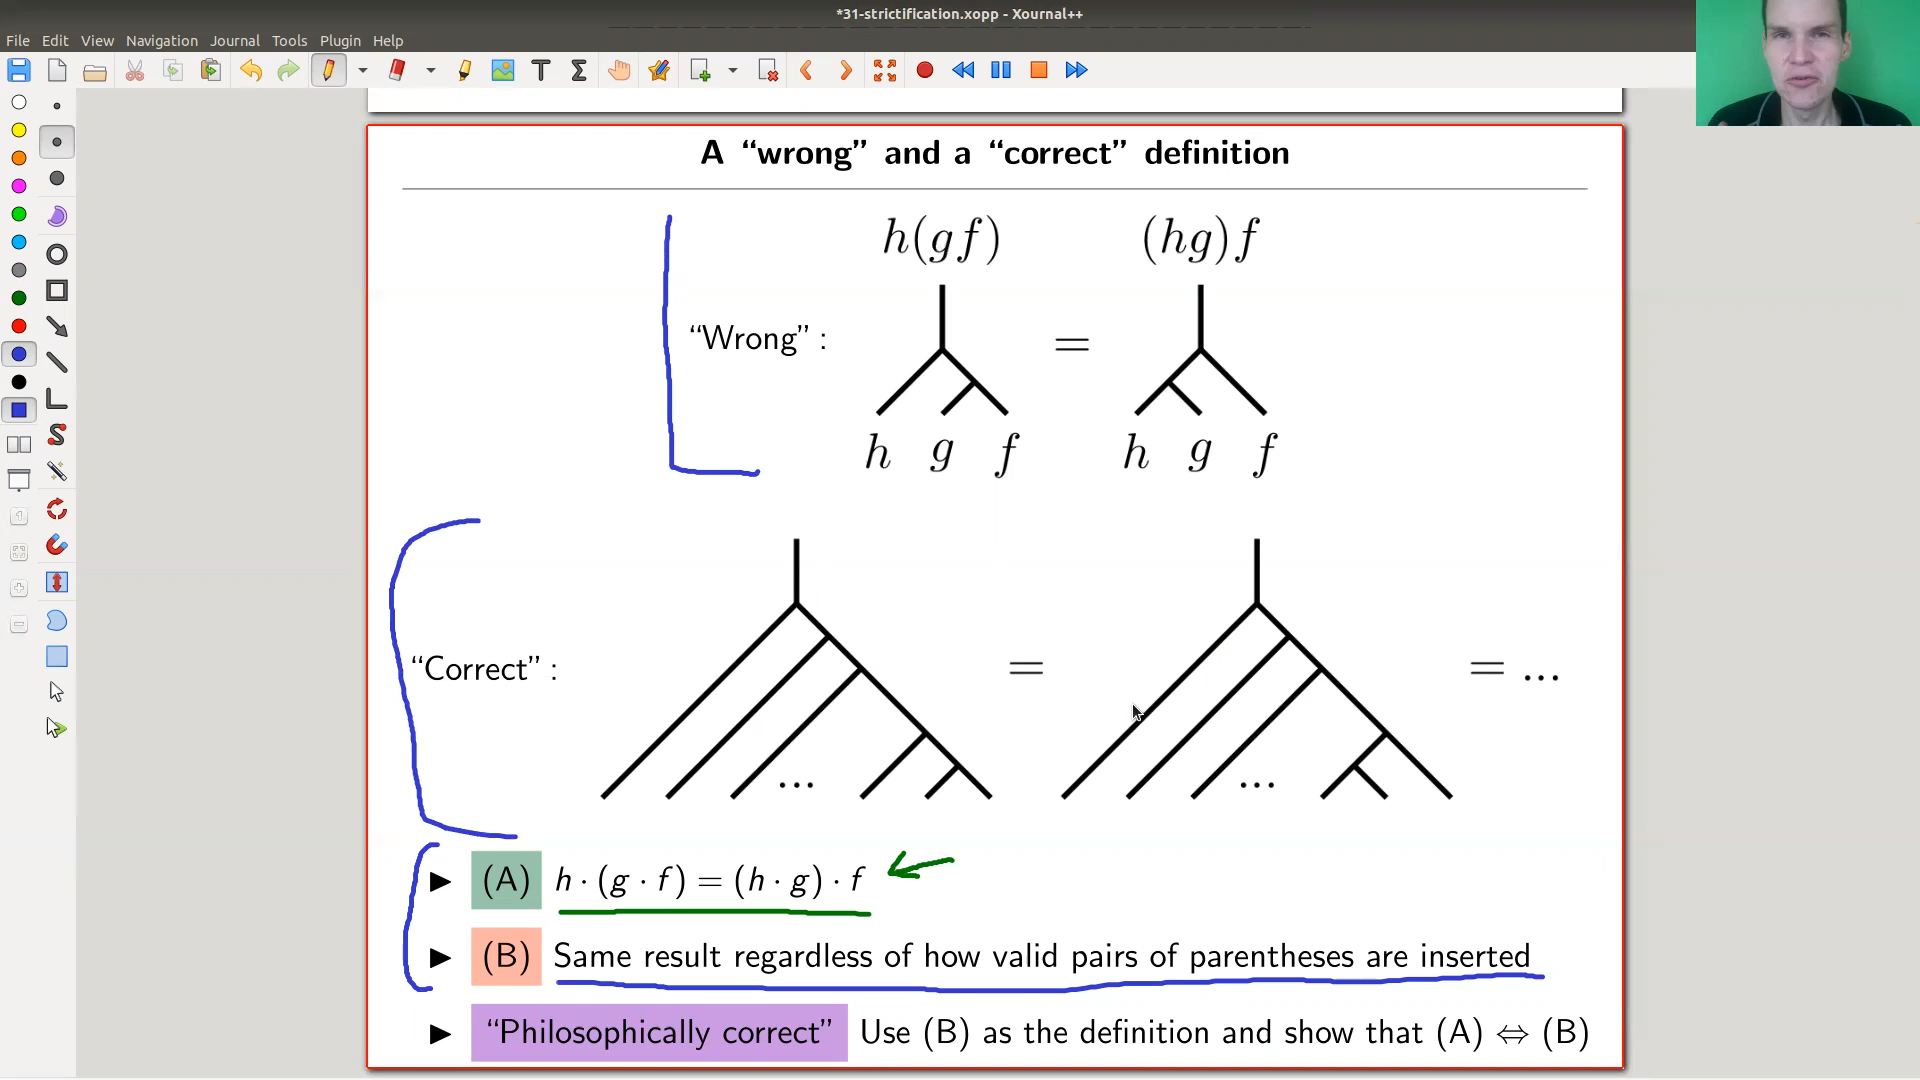 *31-strictification.xopp - Xournal++
File Edit View Navigation Journal Tools Plugin Help
A “wrong” and a “correct” definition
h(gf) (hg)f
“Wrong” : =
h g f h g f
“Correct” : = = ...
... ...
▶ (A) h · (g · f) = (h · g) · f
▶ (B) Same result regardless of how valid pairs of parentheses are inserted
▶ “Philosophically correct” Use (B) as the definition and show that (A) ⇔ (B)